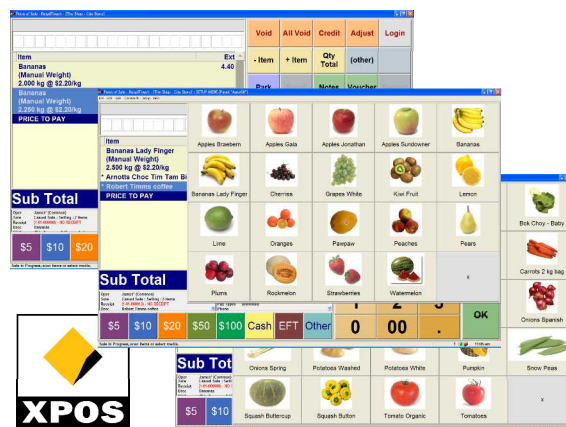 Void All Void Credit Adjust Login
- Item + Item Qty Total (other)
Item Ext
Bananas 4.40
(Manual Weight)
2.000 kg @ $2.20/kg
Bananas
(Manual Weight)
2.250 kg @ $2.20/kg
PRICE TO PAY
Park Notes Voucher
Sub Total
$5 $10 $20
Item
Bananas Lady Finger
(Manual Weight)
2.500 kg @ $2.20/kg
* Arnotts Choc Tim Tam Bi
* Robert Timms coffee
PRICE TO PAY
Apples Braebern Apples Gala Apples Jonathan Apples Sundowner Bananas
Bananas Lady Finger Cherries Grapes White Kiwi Fruit Lemon
Lime Oranges Pawpaw Peaches Pears
Plums Rockmelon Strawberries Watermelon x
Sub Total
$5 $10 $20 $50 $100 Cash EFT Other
0 00 . OK
Bok Choy - Baby
Carrots 2 kg bag
Onions Spanish
Snow Peas
Sub Tot
$5 $10
Onions Spring Potatoes Washed Potatoes White Pumpkin
Squash Buttercup Squash Button Tomato Organic Tomatoes x
XPOS